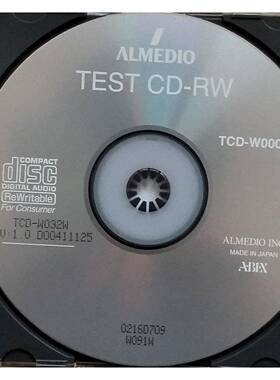 ALMEDIO
TEST CD-RW
TCD-W000
COMPACT
disc
DIGITAL AUDIO
ReWritable
For Consumer
TCD-W032W
V:1.0 D00411125
ALMEDIO INC
MADE IN JAPAN
ABEX
0216D709
W091W